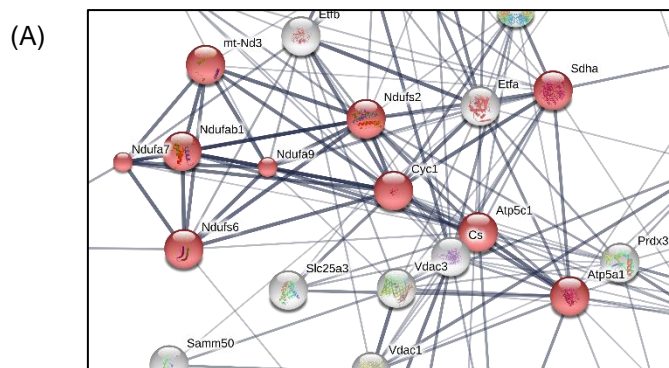 (A)
Etfb
mt-Nd3
Sdha
Etfa
Ndufs2
Ndufab1
Ndufa7
Ndufa9
Cyc1
Atp5c1
Ndufs6
Cs
Prdx3
Slc25a3
Vdac3
Atp5a1
Samm50
Vdac1